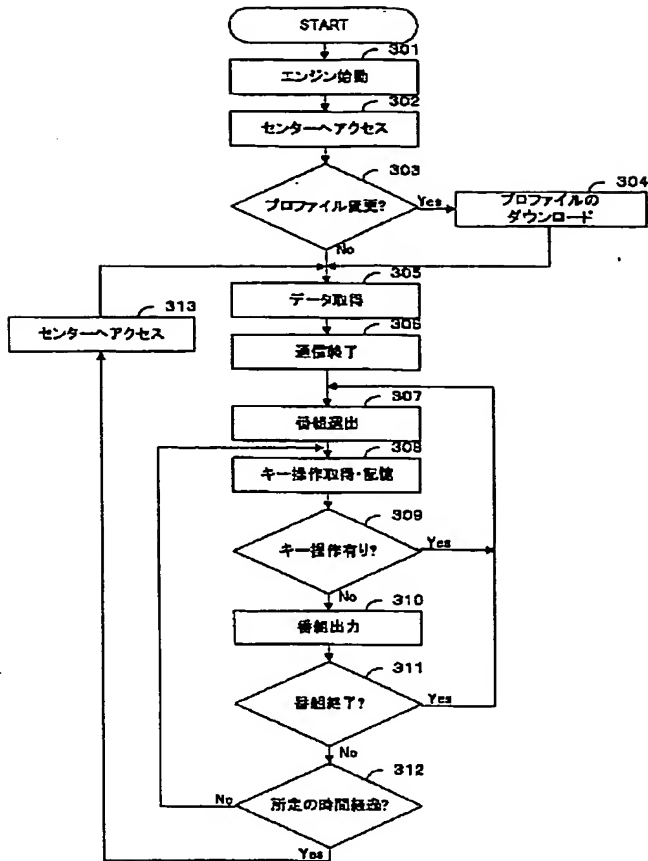 START
301
エンジン始動
302
センターへアクセス
303
プロファイル変更?
Yes
304
プロファイルの
ダウンロード
No
305
データ取得
313
センターへアクセス
306
通信終了
307
番組選出
308
キー操作取得・記憶
309
キー操作有り?
Yes
No
310
番組出力
311
番組終了?
Yes
No
312
所定の時間経過?
No
Yes